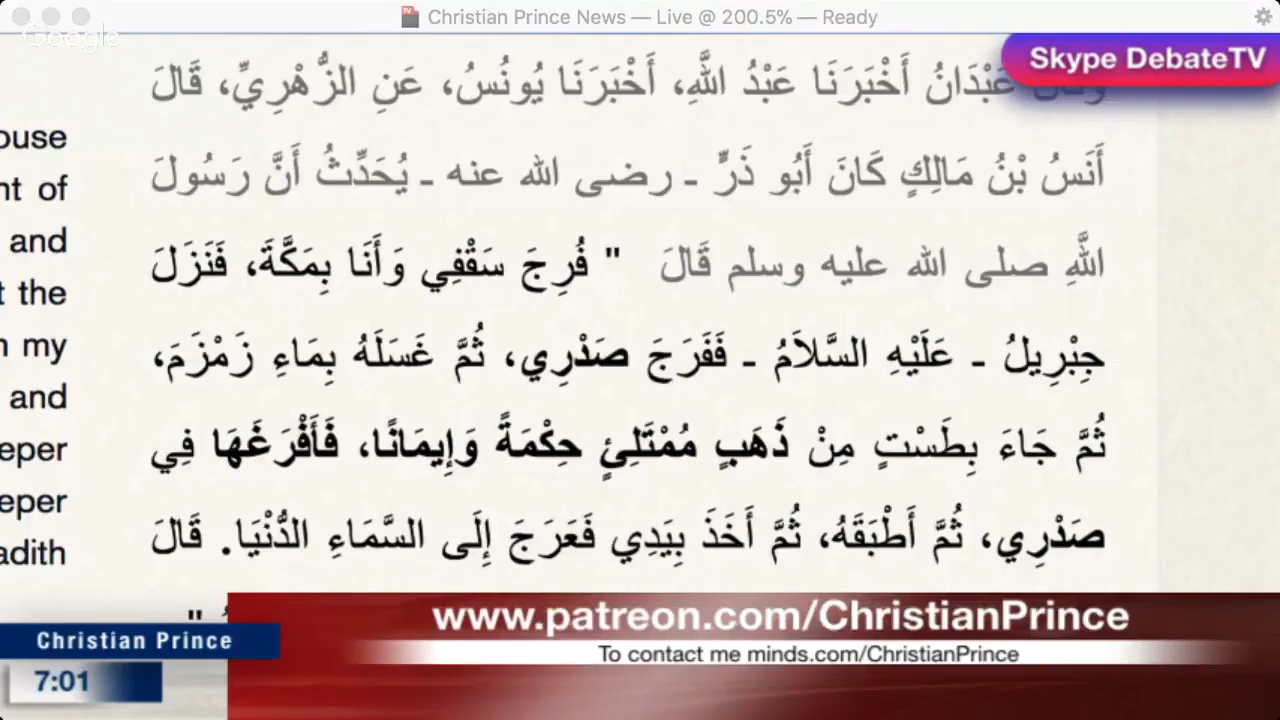 Christian Prince News — Live @ 200.5% — Ready
Google
Skype DebateTV
وقال عَبْدَانُ أَخْبَرَنَا عَبْدُ اللَّهِ، أَخْبَرَنَا يُونُسُ، عَنِ الزُّهْرِيِّ، قَالَ
أَنَسُ بْنُ مَالِكٍ كَانَ أَبُو ذَرٍّ ـ رضى الله عنه ـ يُحَدِّثُ أَنَّ رَسُولَ
اللَّهِ صلى الله عليه وسلم قَالَ " فُرِجَ سَقْفِي وَأَنَا بِمَكَّةَ، فَنَزَلَ
جِبْرِيلُ ـ عَلَيْهِ السَّلاَمُ ـ فَفَرَجَ صَدْرِي، ثُمَّ غَسَلَهُ بِمَاءِ زَمْزَمَ،
ثُمَّ جَاءَ بِطَسْتٍ مِنْ ذَهَبٍ مُمْتَلِئٍ حِكْمَةً وَإِيمَانًا، فَأَفْرَغَهَا فِي
صَدْرِي، ثُمَّ أَطْبَقَهُ، ثُمَّ أَخَذَ بِيَدِي فَعَرَجَ إِلَى السَّمَاءِ الدُّنْيَا. قَالَ
ouse
nt of
and
t the
n my
and
eper
eper
adith
www.patreon.com/ChristianPrince
Christian Prince
To contact me minds.com/ChristianPrince
7:01